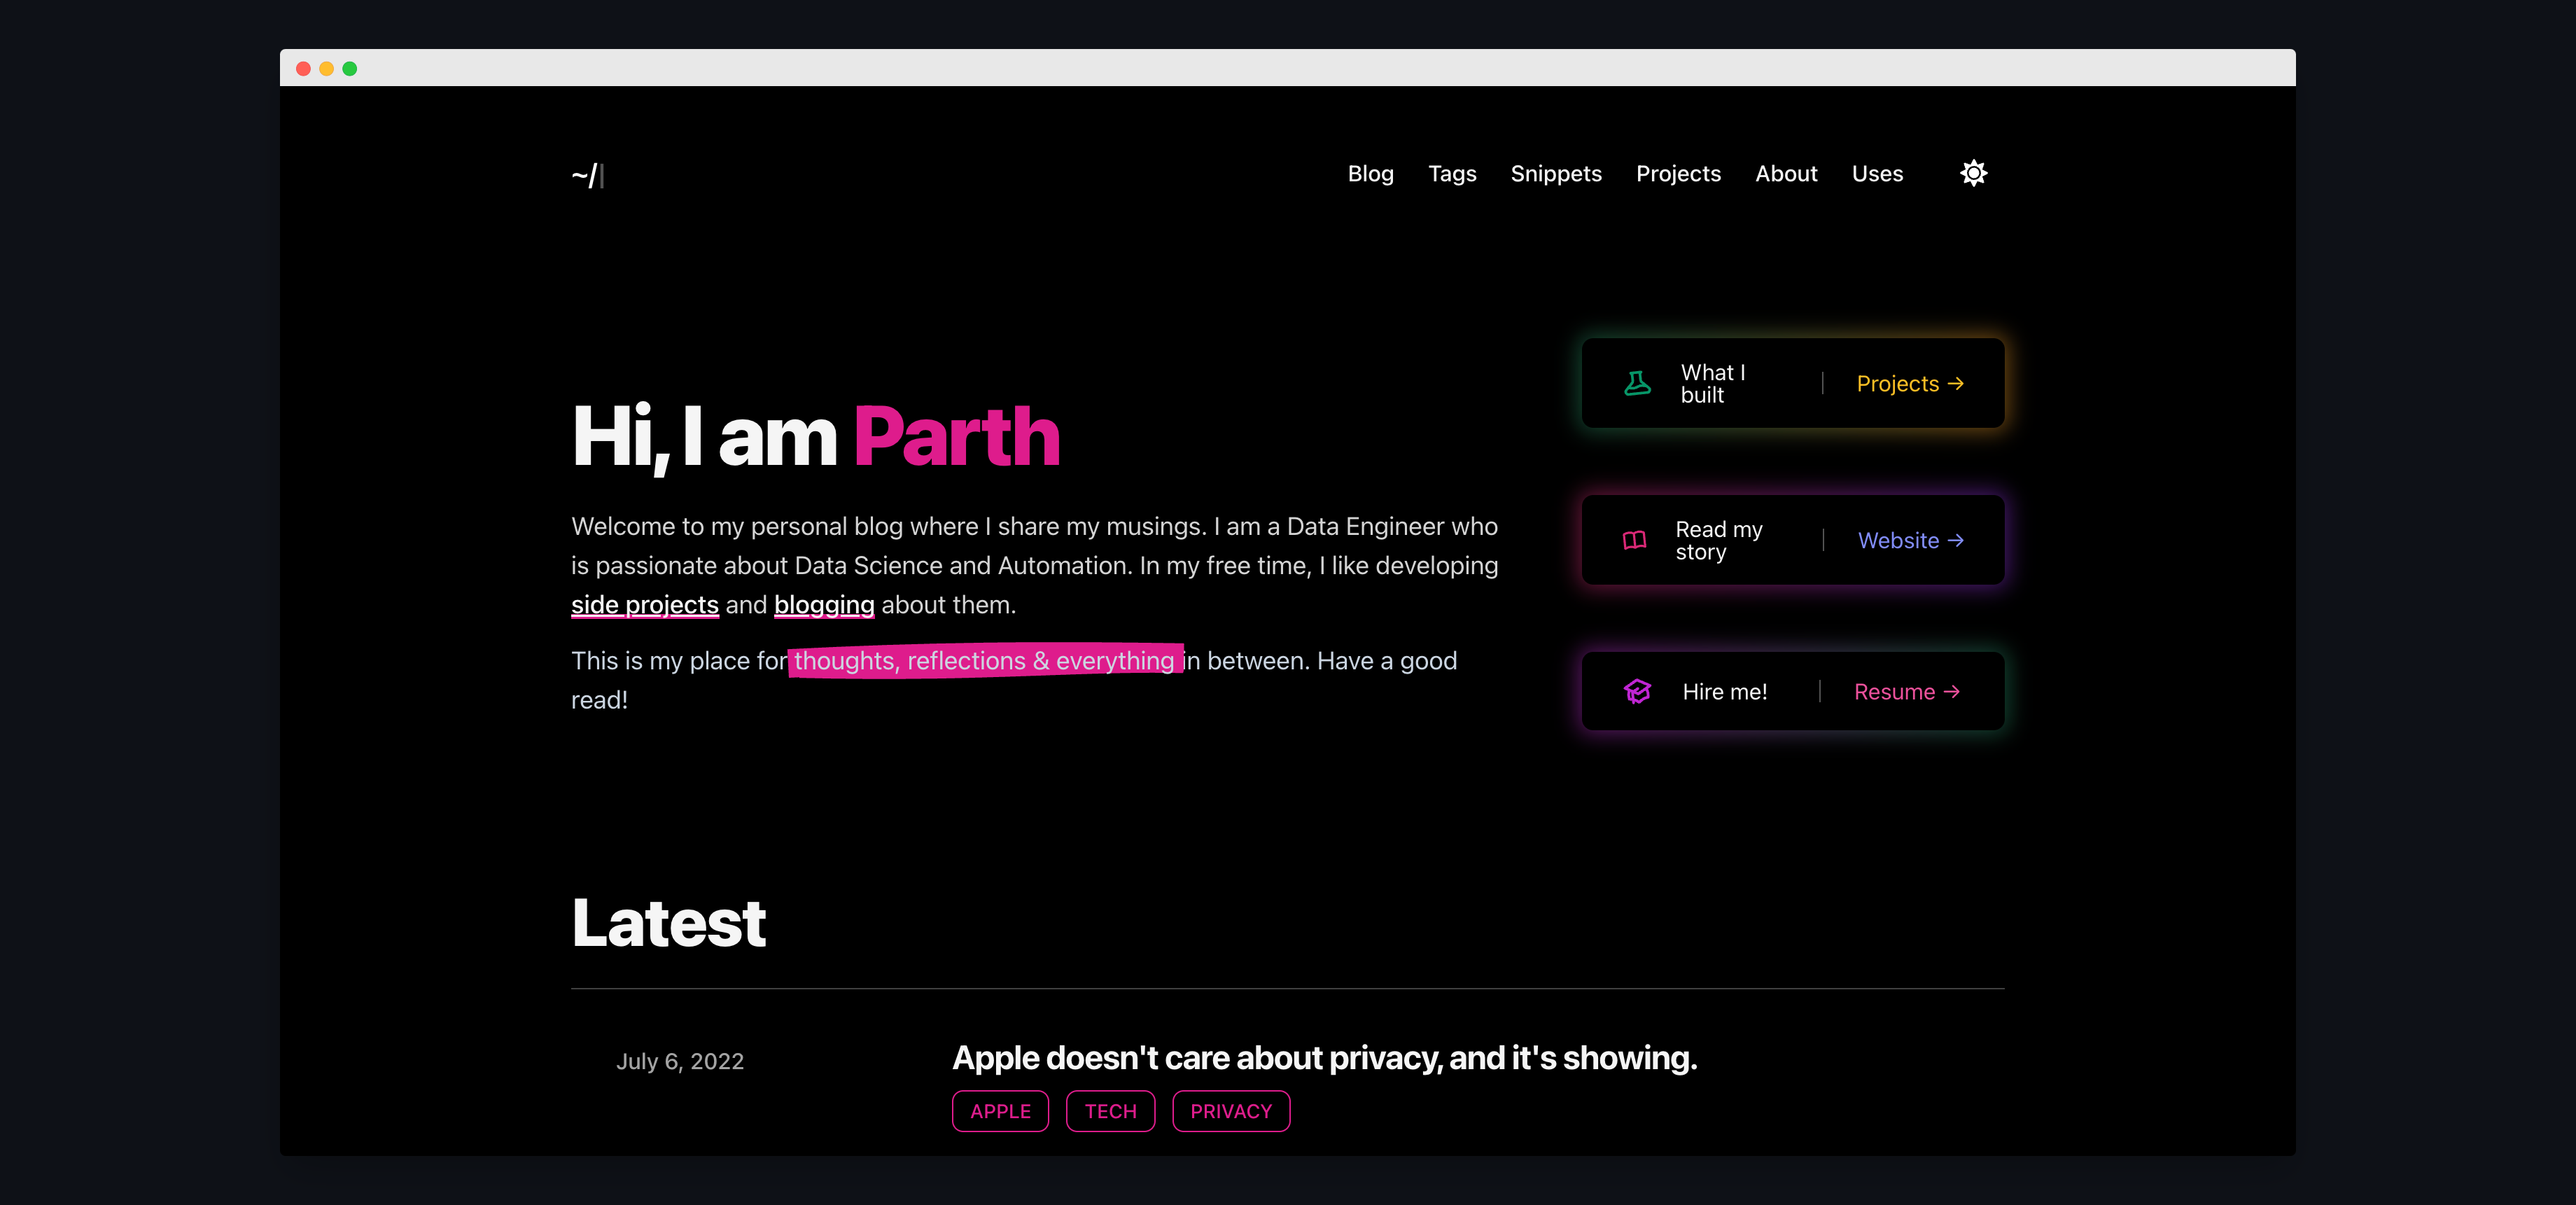 ~/|
Blog Tags Snippets Projects About Uses
Hi, I am Parth
Welcome to my personal blog where I share my musings. I am a Data Engineer who
is passionate about Data Science and Automation. In my free time, I like developing
side projects and blogging about them.
This is my place for thoughts, reflections & everything in between. Have a good
read!
What I
built
Projects →
Read my
story
Website →
Hire me!
Resume →
Latest
July 6, 2022
Apple doesn't care about privacy, and it's showing.
APPLE TECH PRIVACY